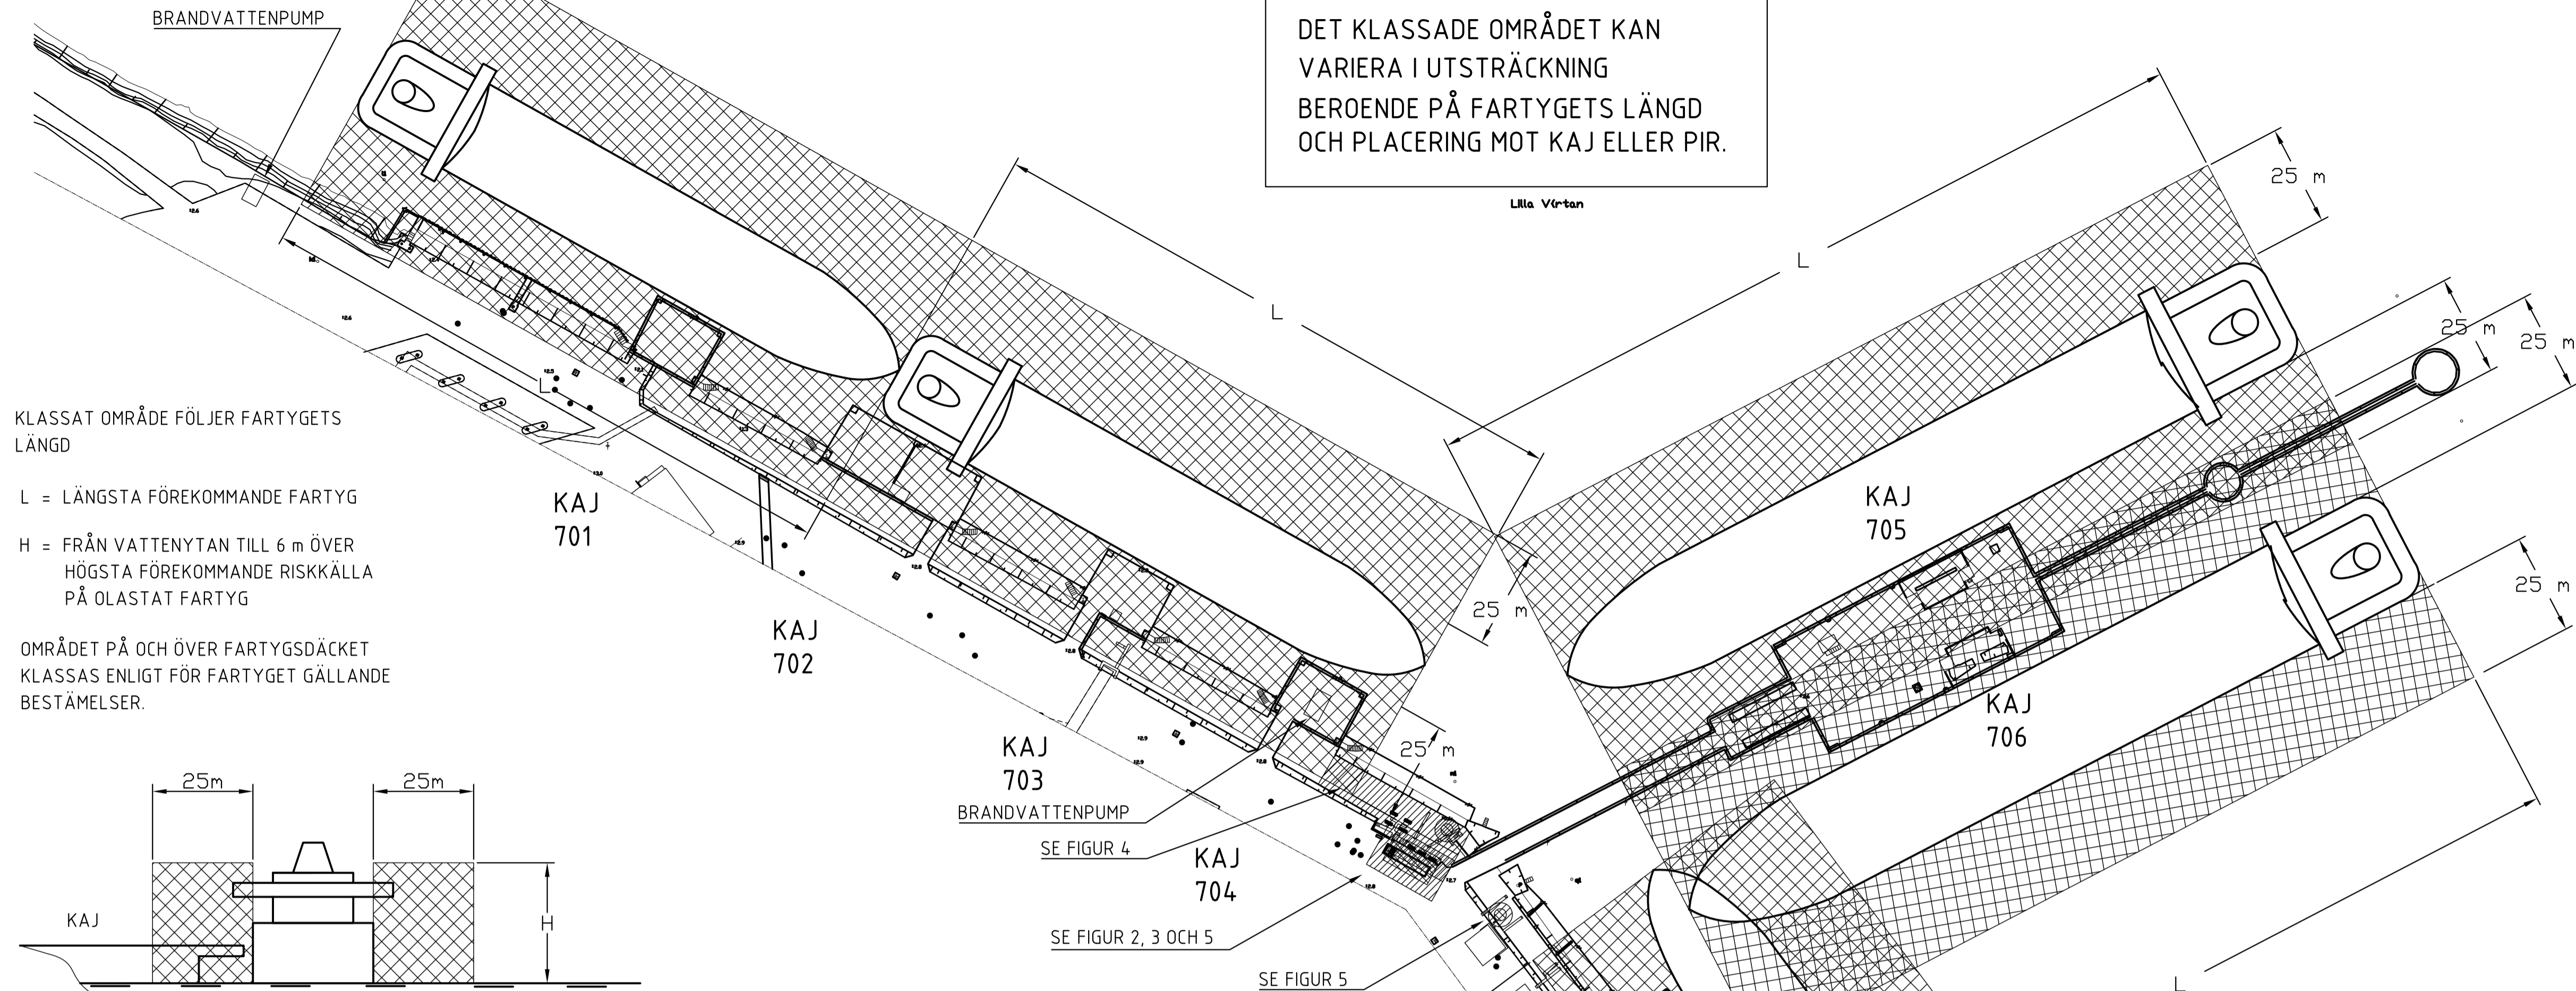 BRANDVATTENPUMP
DET KLASSADE OMRÅDET KAN
VARIERA I UTSTRÄCKNING
BEROENDE PÅ FARTYGETS LÄNGD
OCH PLACERING MOT KAJ ELLER PIR.
Lilla V(rtan
L
L
L
25 m
25 m
25 m
25 m
25 m
25 m
KLASSAT OMRÅDE FÖLJER FARTYGETS
LÄNGD
L = LÄNGSTA FÖREKOMMANDE FARTYG
H = FRÅN VATTENYTAN TILL 6 m ÖVER
HÖGSTA FÖREKOMMANDE RISKKÄLLA
PÅ OLASTAT FARTYG
OMRÅDET PÅ OCH ÖVER FARTYGSDÄCKET
KLASSAS ENLIGT FÖR FARTYGET GÄLLANDE
BESTÄMELSER.
KAJ
701
KAJ
702
KAJ
703
KAJ
704
KAJ
705
KAJ
706
BRANDVATTENPUMP
SE FIGUR 4
SE FIGUR 2, 3 OCH 5
SE FIGUR 5
25m
25m
KAJ
H
L